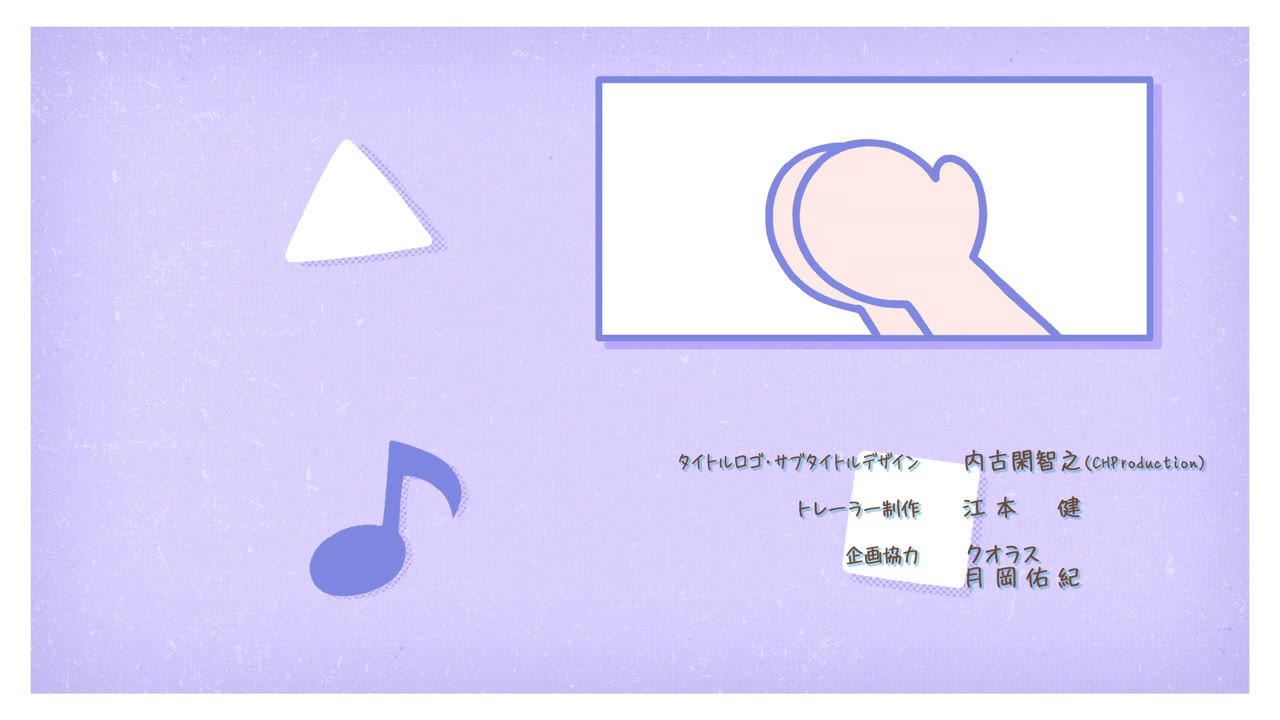 タイトルロゴ・サブタイトルデザイン 内古閑智之(CHProduction)
トレーラー制作 江本 健
企画協力 クオラス
月岡佑紀